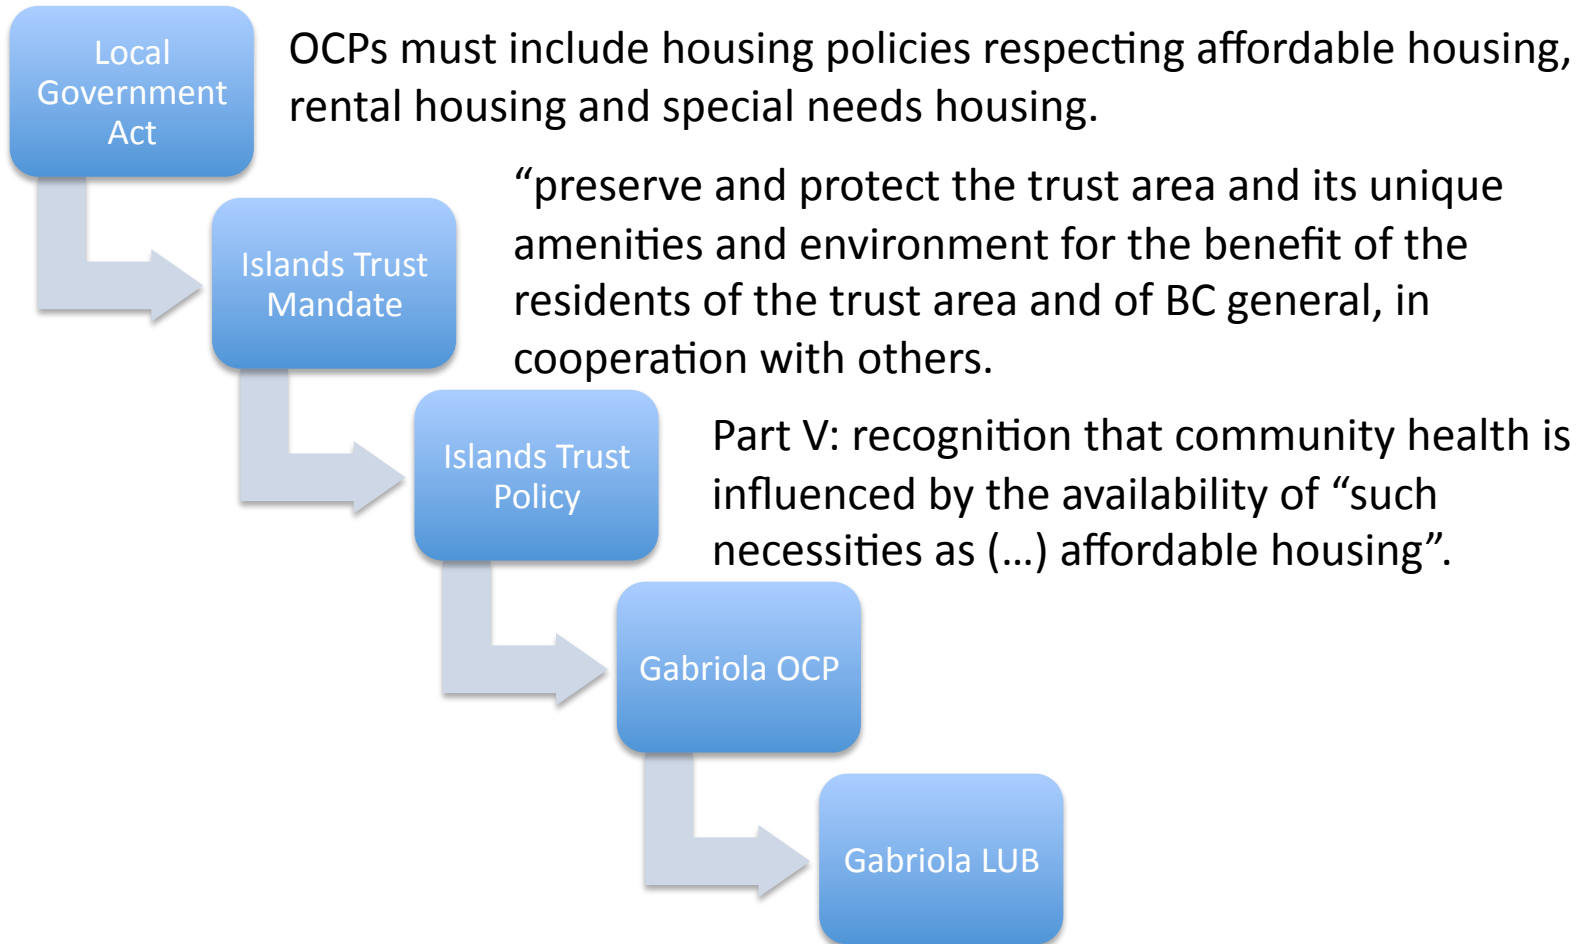 Local
Government
Act
OCPs must include housing policies respecting affordable housing,
rental housing and special needs housing.
Islands Trust
Mandate
“preserve and protect the trust area and its unique
amenities and environment for the benefit of the
residents of the trust area and of BC general, in
cooperation with others.
Islands Trust
Policy
Part V: recognition that community health is
influenced by the availability of “such
necessities as (...) affordable housing”.
Gabriola OCP
Gabriola LUB